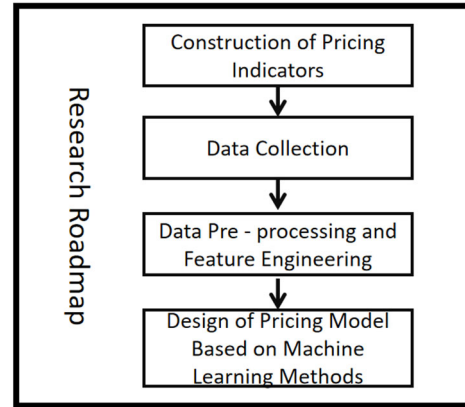 Research Roadmap
Construction of Pricing
Indicators
Data Collection
Data Pre - processing and
Feature Engineering
Design of Pricing Model
Based on Machine
Learning Methods